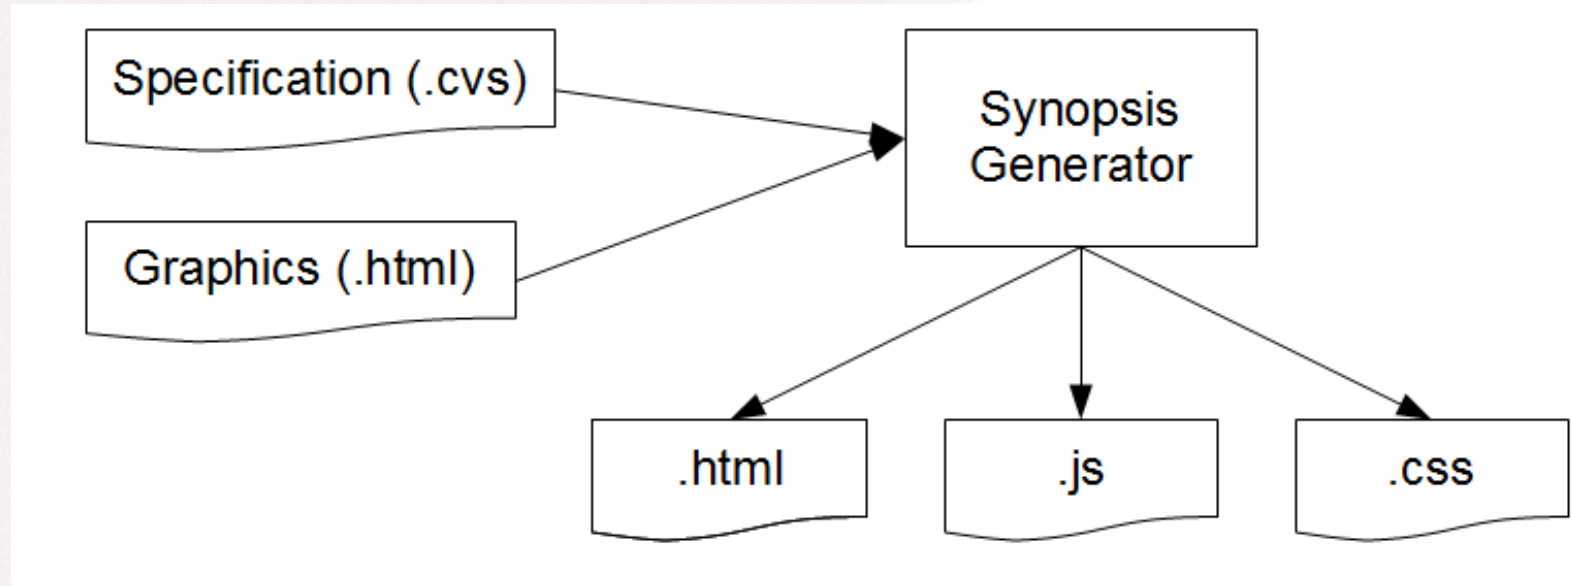 Specification (.cvs)
Synopsis
Generator
Graphics (.html)
.html
.js
.css